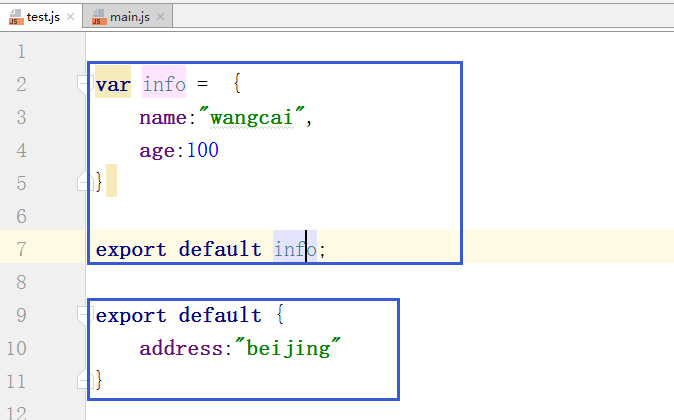 test.js main.js
1
2 var info = {
3 name:"wangcai",
4 age:100
5 }
6
7 export default info;
8
9 export default {
10 address:"beijing"
11 }
12